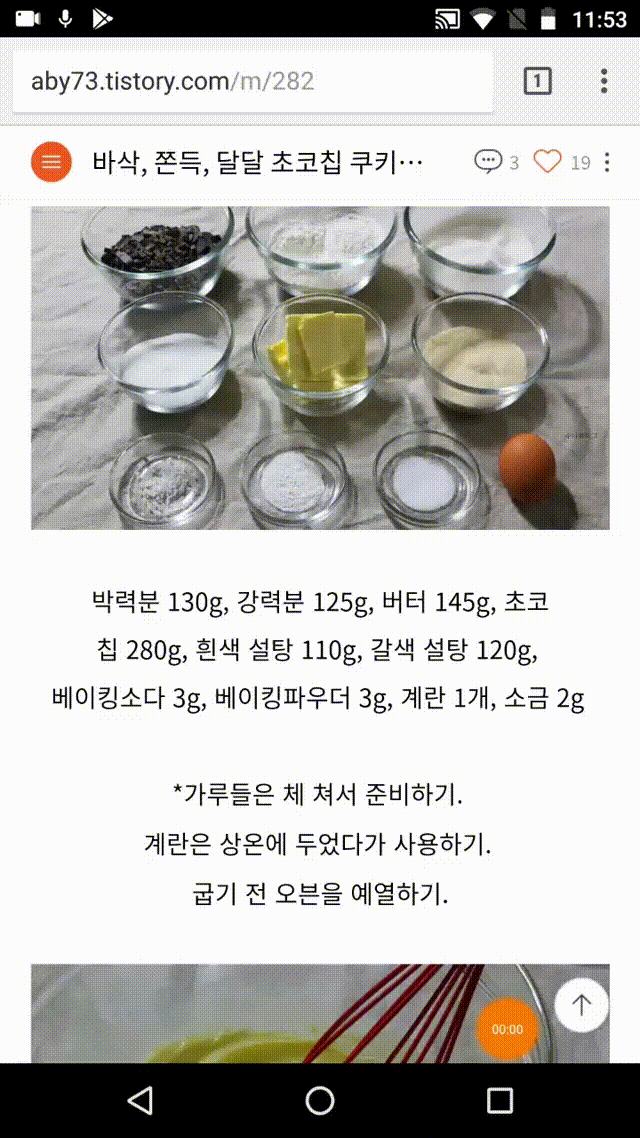 11:53
aby73.tistory.com/m/282
1
바삭, 쫀득, 달달 초코칩 쿠키…
3
19
박력분 130g, 강력분 125g, 버터 145g, 초코
칩 280g, 흰색 설탕 110g, 갈색 설탕 120g,
베이킹소다 3g, 베이킹파우더 3g, 계란 1개, 소금 2g
*가루들은 체 쳐서 준비하기.
계란은 상온에 두었다가 사용하기.
굽기 전 오븐을 예열하기.
00:00